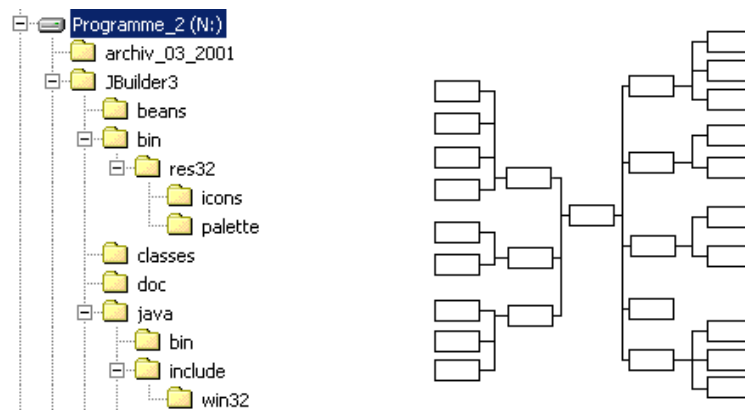 Programme_2 (N:)
archiv_03_2001
JBuilder3
beans
bin
res32
icons
palette
classes
doc
java
bin
include
win32